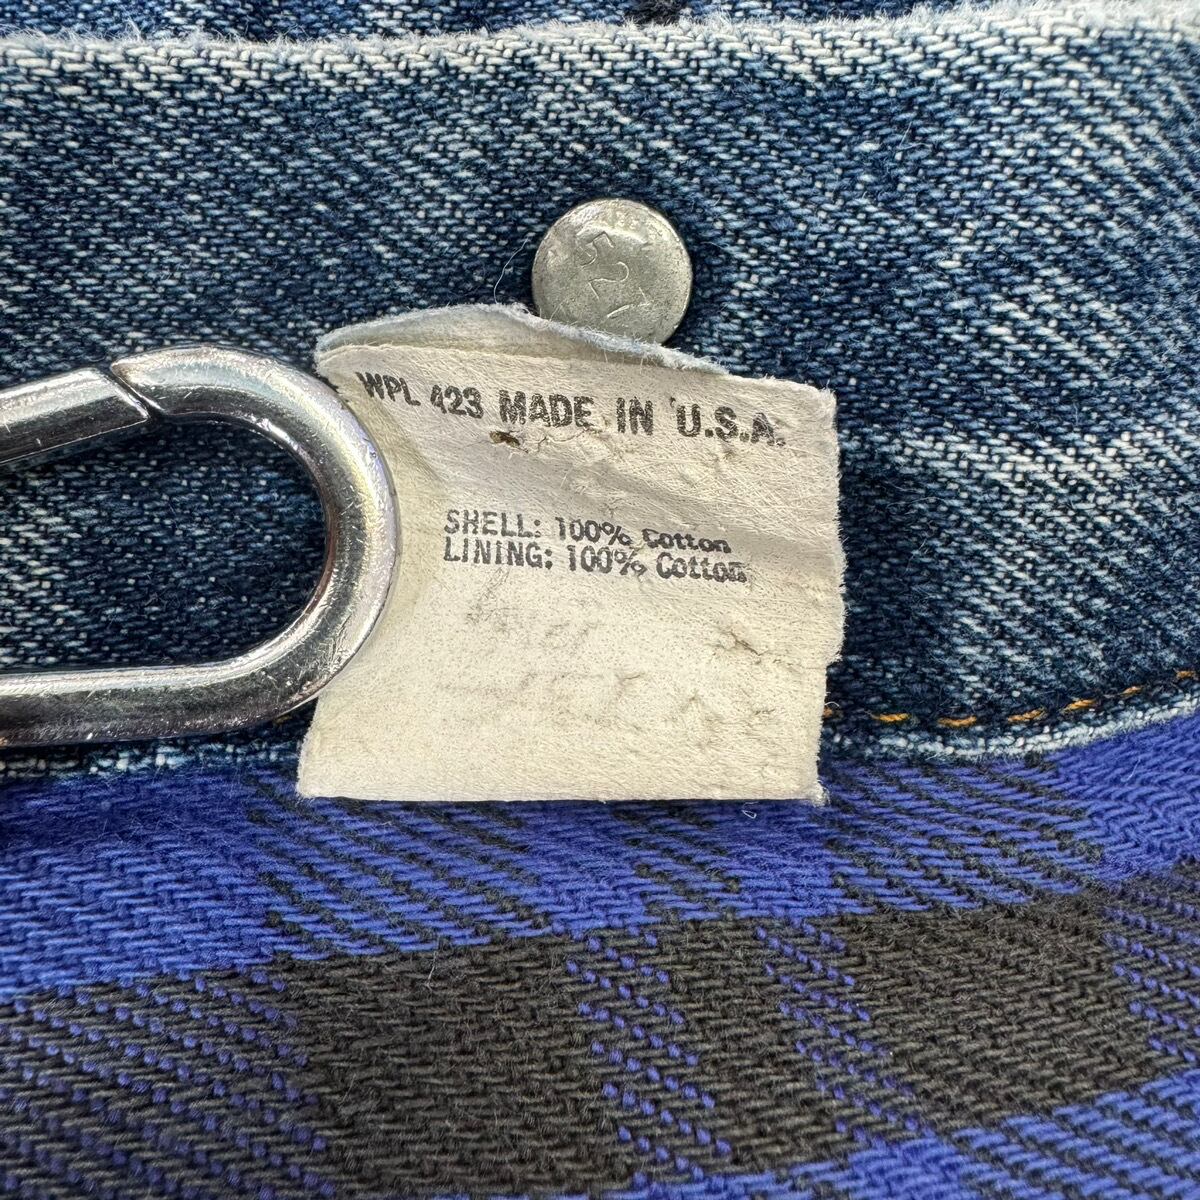 527
WPL 423 MADE IN U.S.A.
SHELL: 100% Cotton
LINING: 100% Cotton